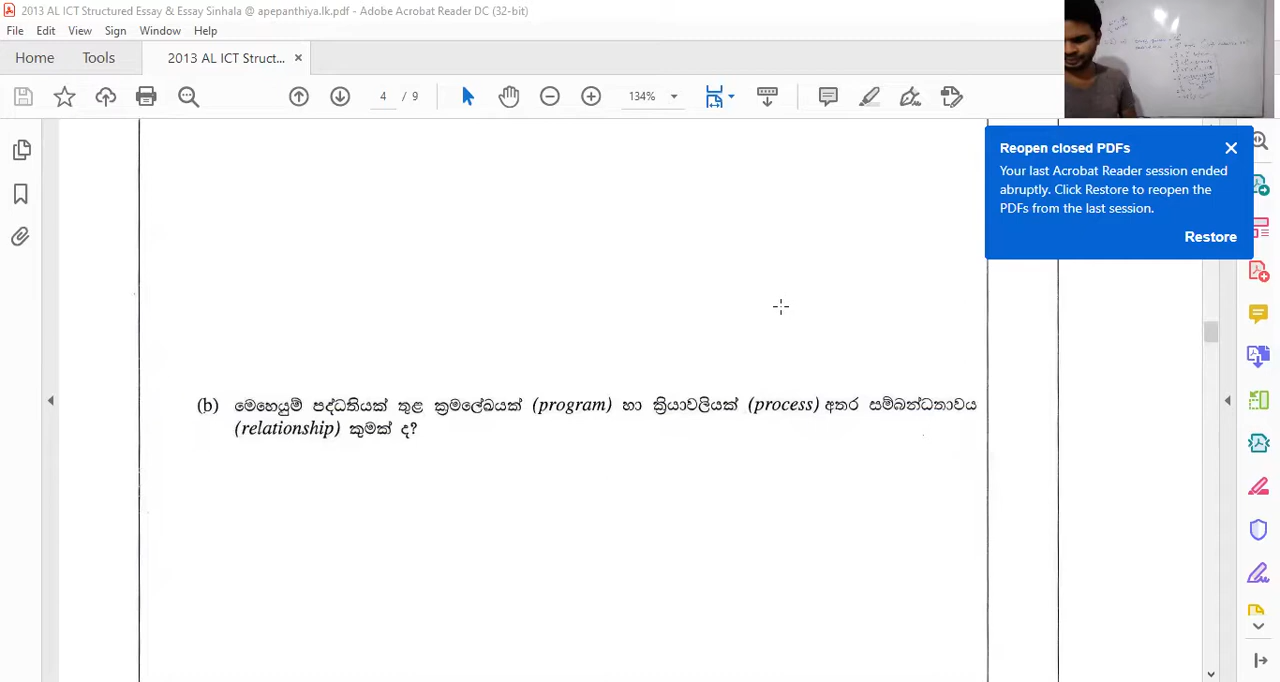 2013 AL ICT Structured Essay & Essay Sinhala @ apepanthiya.lk.pdf - Adobe Acrobat Reader DC (32-bit)
File Edit View Sign Window Help
Home Tools 2013 AL ICT Struct... ×
4 / 9 134%
Reopen closed PDFs
Your last Acrobat Reader session ended
abruptly. Click Restore to reopen the
PDFs from the last session.
Restore
(b) මෙහෙයුම් පද්ධතියක් තුළ ක්‍රමලේඛයක් (program) හා ක්‍රියාවලියක් (process) අතර සම්බන්ධතාවය
(relationship) කුමක් ද?